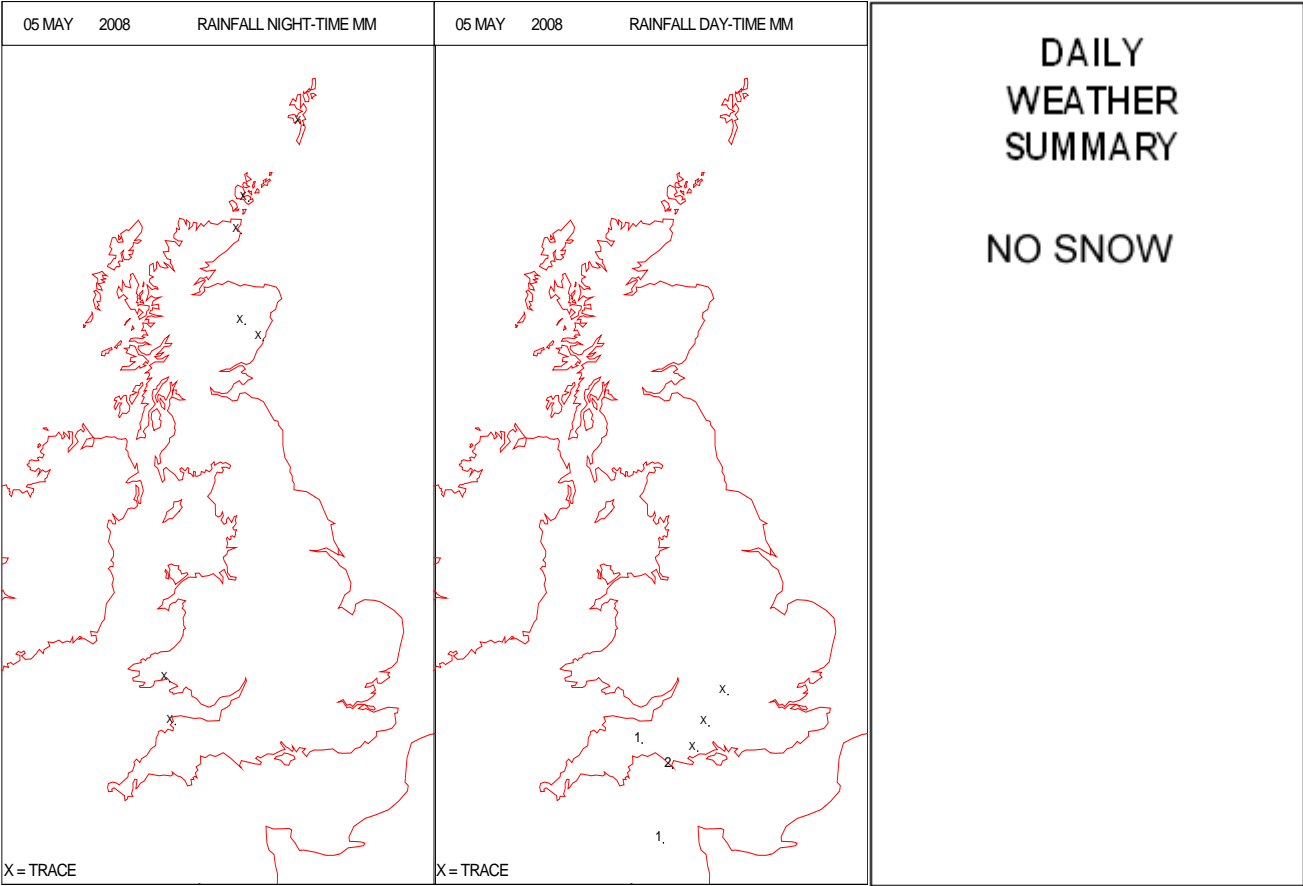 05 MAY 2008 RAINFALL NIGHT-TIME MM
X.
X.
X.
X.
X.
X.
X.
X = TRACE
05 MAY 2008 RAINFALL DAY-TIME MM
X.
X.
1.
X.
2.
1.
X = TRACE
DAILY
WEATHER
SUMMARY
NO SNOW